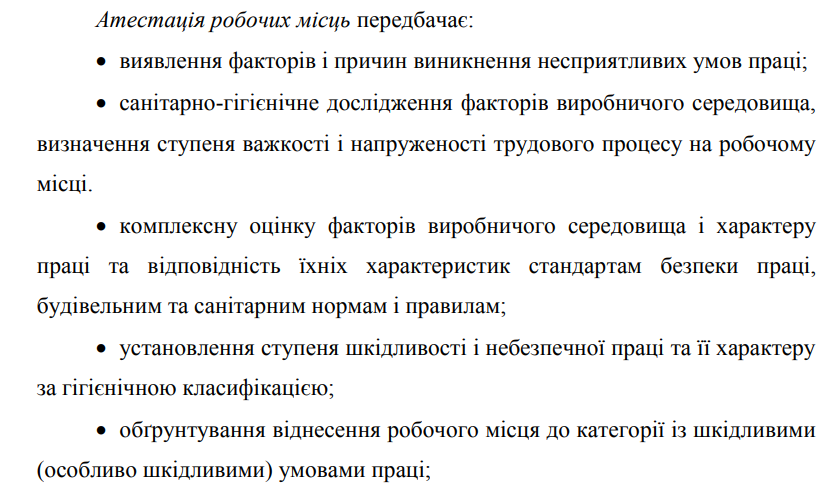 Атестація робочих місць передбачає:
• виявлення факторів і причин виникнення несприятливих умов праці;
• санітарно-гігієнічне дослідження факторів виробничого середовища,
визначення ступеня важкості і напруженості трудового процесу на робочому
місці.
• комплексну оцінку факторів виробничого середовища і характеру
праці та відповідність їхніх характеристик стандартам безпеки праці,
будівельним та санітарним нормам і правилам;
• установлення ступеня шкідливості і небезпечної праці та її характеру
за гігієнічною класифікацією;
• обґрунтування віднесення робочого місця до категорії із шкідливими
(особливо шкідливими) умовами праці;